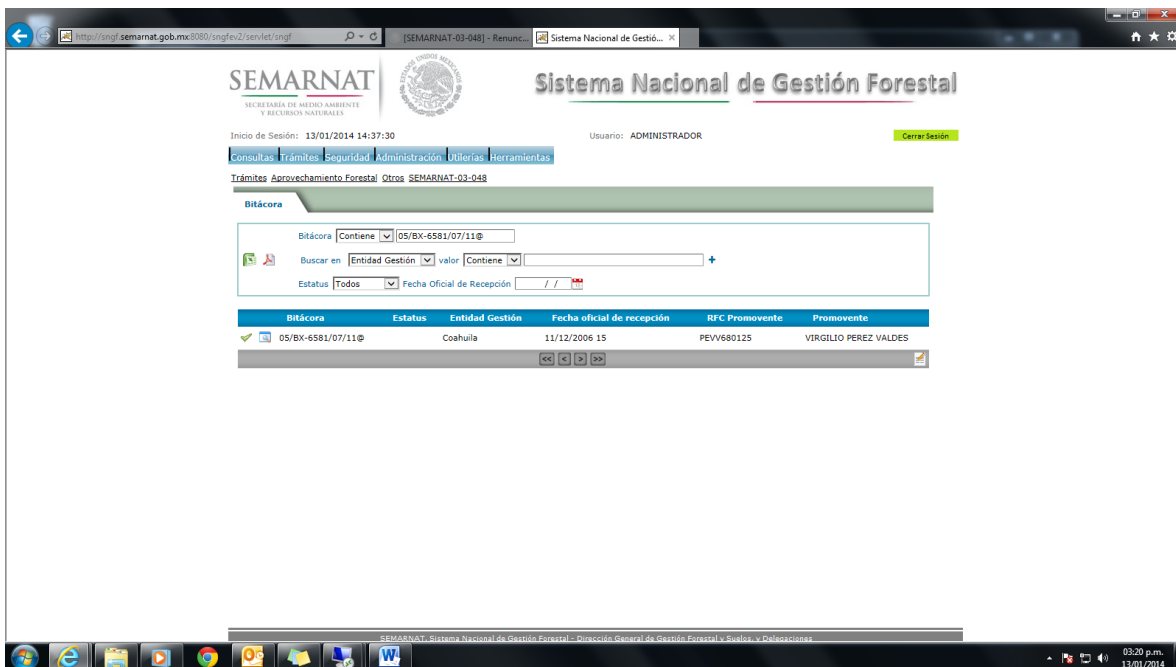 http://sngf.semarnat.gob.mx:8080/sngfev2/servlet/sngf
[SEMARNAT-03-048] - Renunc...
Sistema Nacional de Gestió...
SEMARNAT
SECRETARÍA DE MEDIO AMBIENTE
Y RECURSOS NATURALES
ESTADOS UNIDOS MEXICANOS
Sistema Nacional de Gestión Forestal
Inicio de Sesión: 13/01/2014 14:37:30 Usuario: ADMINISTRADOR Cerrar Sesión
Consultas Trámites Seguridad Administración Utilerías Herramientas
Trámites Aprovechamiento Forestal Otros SEMARNAT-03-048
Bitácora
Bitácora Contiene 05/BX-6581/07/11@
Buscar en Entidad Gestión valor Contiene +
Estatus Todos Fecha Oficial de Recepción / /
Bitácora Estatus Entidad Gestión Fecha oficial de recepción RFC Promovente Promovente
05/BX-6581/07/11@ Coahuila 11/12/2006 15 PEVV680125 VIRGILIO PEREZ VALDES
<< < > >>
SEMARNAT, Sistema Nacional de Gestión Forestal - Dirección General de Gestión Forestal y Suelos, y Delegaciones
03:20 p.m.
13/01/2014